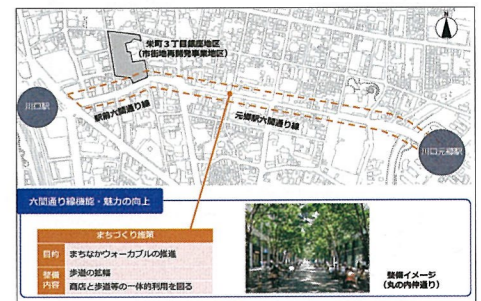 N
栄町3丁目銀座地区
(市街地再開発事業地区)
川口駅
駅前六間通り線
元郷駅六間通り線
川口元郷駅
六間通り線機能・魅力の向上
まちづくり施策
目的 まちなかウォーカブルの推進
整備内容 歩道の拡幅
商店と歩道等の一体的利用を図る
整備イメージ
(丸の内仲通り)